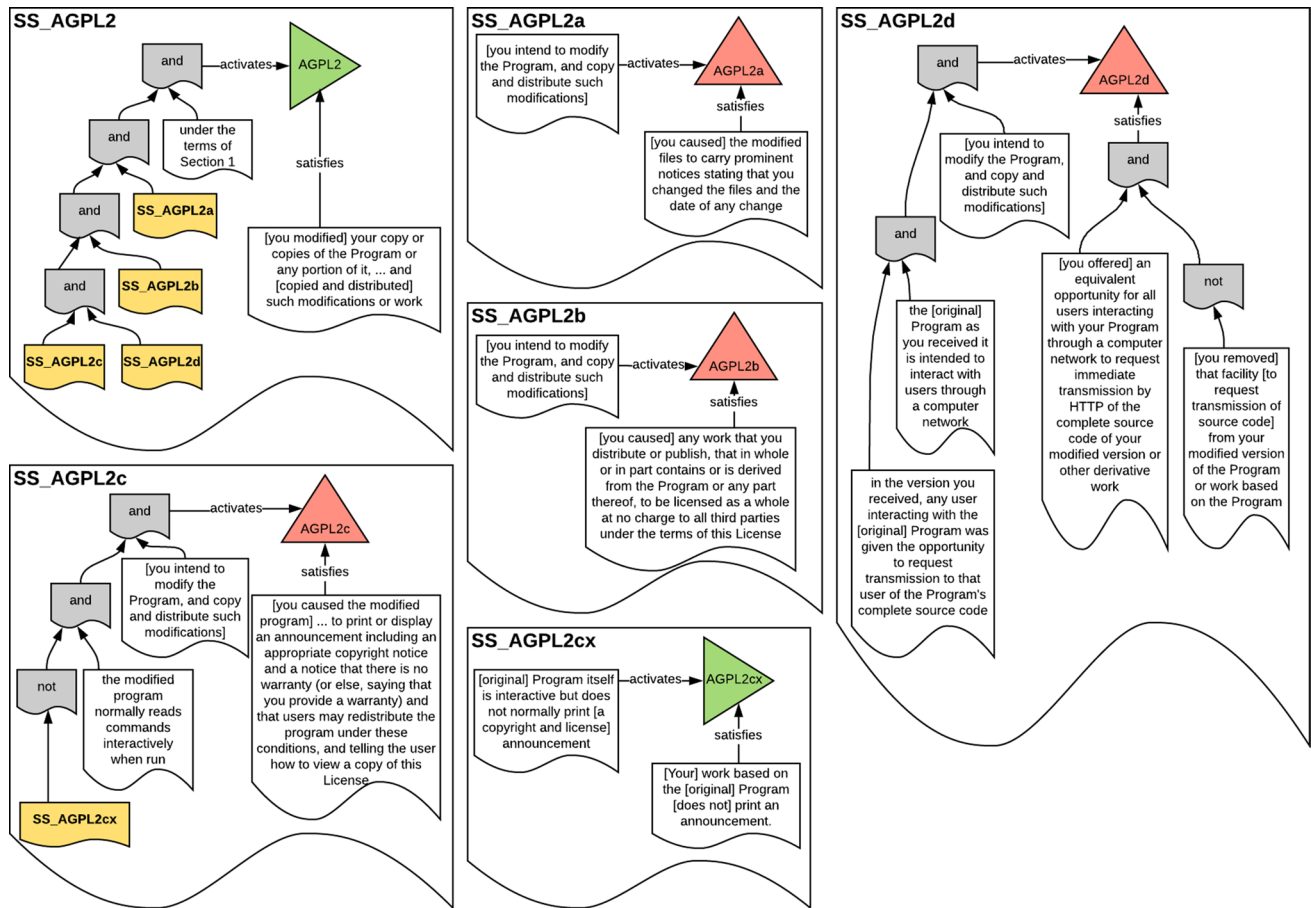 SS_AGPL2
and
activates
AGPL2
and
under the
terms of
Section 1
satisfies
and
SS_AGPL2a
[you modified] your copy or
copies of the Program or
any portion of it, ... and
[copied and distributed]
such modifications or work
and
SS_AGPL2b
SS_AGPL2c
SS_AGPL2d
SS_AGPL2a
[you intend to modify
the Program, and copy
and distribute such
modifications]
activates
AGPL2a
satisfies
[you caused] the modified
files to carry prominent
notices stating that you
changed the files and the
date of any change
SS_AGPL2b
[you intend to modify
the Program, and copy
and distribute such
modifications]
activates
AGPL2b
satisfies
[you caused] any work that you
distribute or publish, that in whole
or in part contains or is derived
from the Program or any part
thereof, to be licensed as a whole
at no charge to all third parties
under the terms of this License
SS_AGPL2c
and
activates
AGPL2c
[you intend to
modify the
Program, and copy
and distribute such
modifications]
satisfies
and
not
the modified
program
normally reads
commands
interactively
when run
[you caused the modified
program] ... to print or display
an announcement including an
appropriate copyright notice
and a notice that there is no
warranty (or else, saying that
you provide a warranty) and
that users may redistribute the
program under these
conditions, and telling the user
how to view a copy of this
License
SS_AGPL2cx
SS_AGPL2cx
[original] Program itself
is interactive but does
not normally print [a
copyright and license]
announcement
activates
AGPL2cx
satisfies
[Your] work based on
the [original] Program
[does not] print an
announcement.
SS_AGPL2d
and
activates
AGPL2d
satisfies
[you intend to
modify the Program,
and copy and
distribute such
modifications]
and
and
the [original]
Program as
you received it
is intended to
interact with
users through
a computer
network
in the version you
received, any user
interacting with the
[original] Program was
given the opportunity
to request
transmission to that
user of the Program's
complete source code
[you offered] an
equivalent
opportunity for all
users interacting
with your Program
through a computer
network to request
immediate
transmission by
HTTP of the
complete source
code of your
modified version or
other derivative
work
not
[you removed]
that facility [to
request
transmission of
source code]
from your
modified version
of the Program
or work based
on the Program